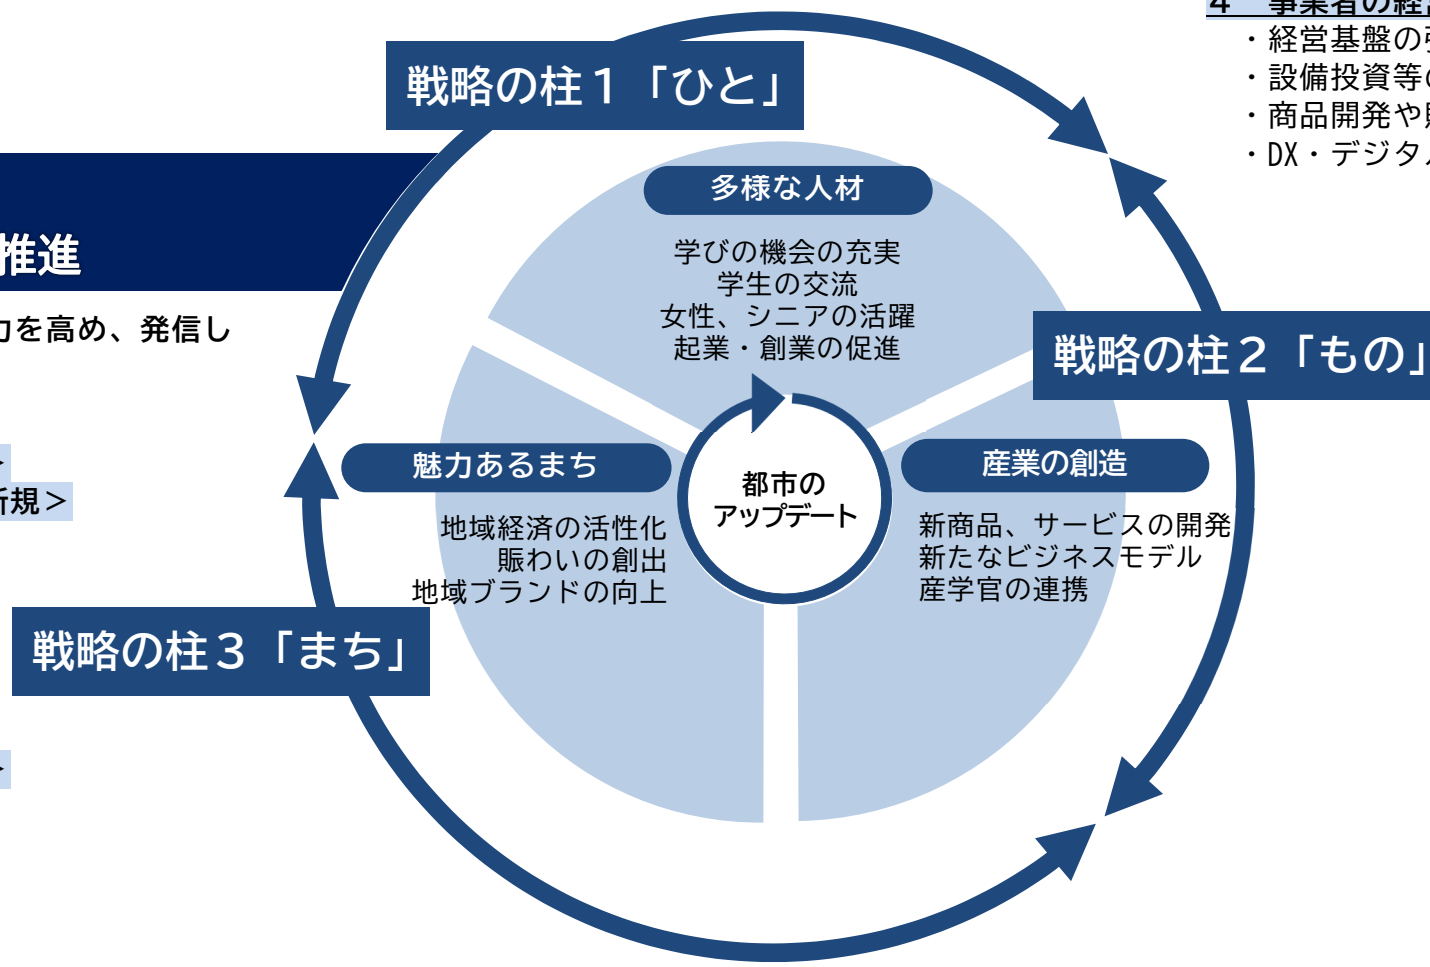 ４　事業者の経
・経営基盤の
・設備投資等の
・商品開発や
・DX・デジタ
戦略の柱１「ひと」
推進
力を高め、発信し
新規＞
多様な人材
学びの機会の充実
学生の交流
女性、シニアの活躍
起業・創業の促進
戦略の柱２「もの」
産業の創造
新商品、サービスの開発
新たなビジネスモデル
産学官の連携
都市の
アップデート
魅力あるまち
地域経済の活性化
賑わいの創出
地域ブランドの向上
戦略の柱３「まち」